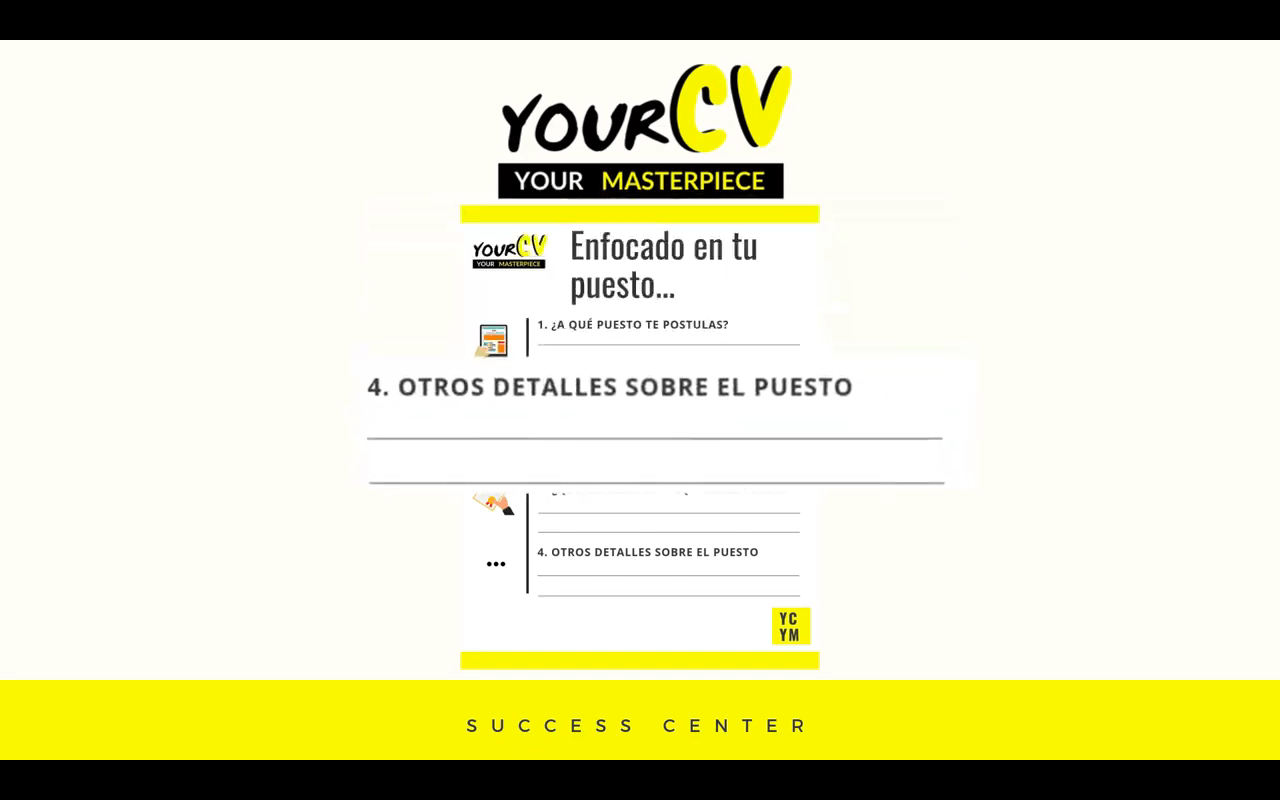 YOURCV
YOUR MASTERPIECE
YOURCV
YOUR MASTERPIECE
Enfocado en tu
puesto...
1. ¿A QUÉ PUESTO TE POSTULAS?
4. OTROS DETALLES SOBRE EL PUESTO
4. OTROS DETALLES SOBRE EL PUESTO
YC
YM
SUCCESS CENTER